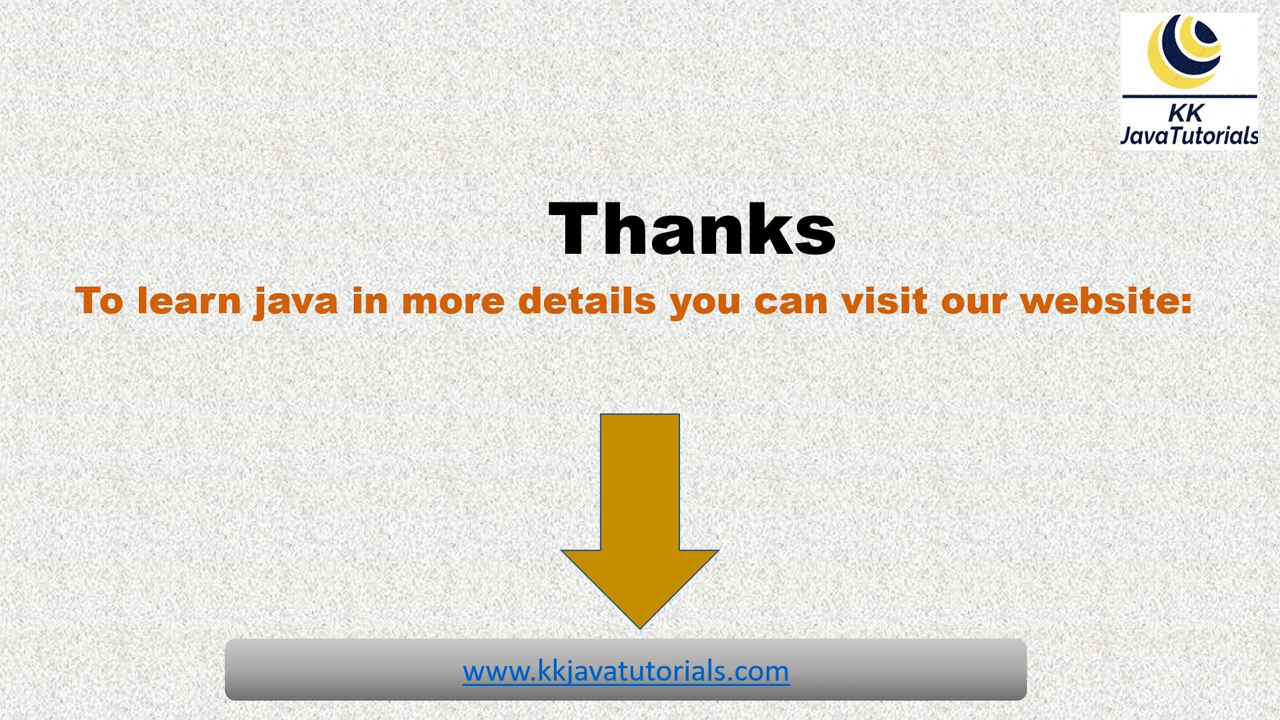 KK
JavaTutorials
Thanks
To learn java in more details you can visit our website:
www.kkjavatutorials.com